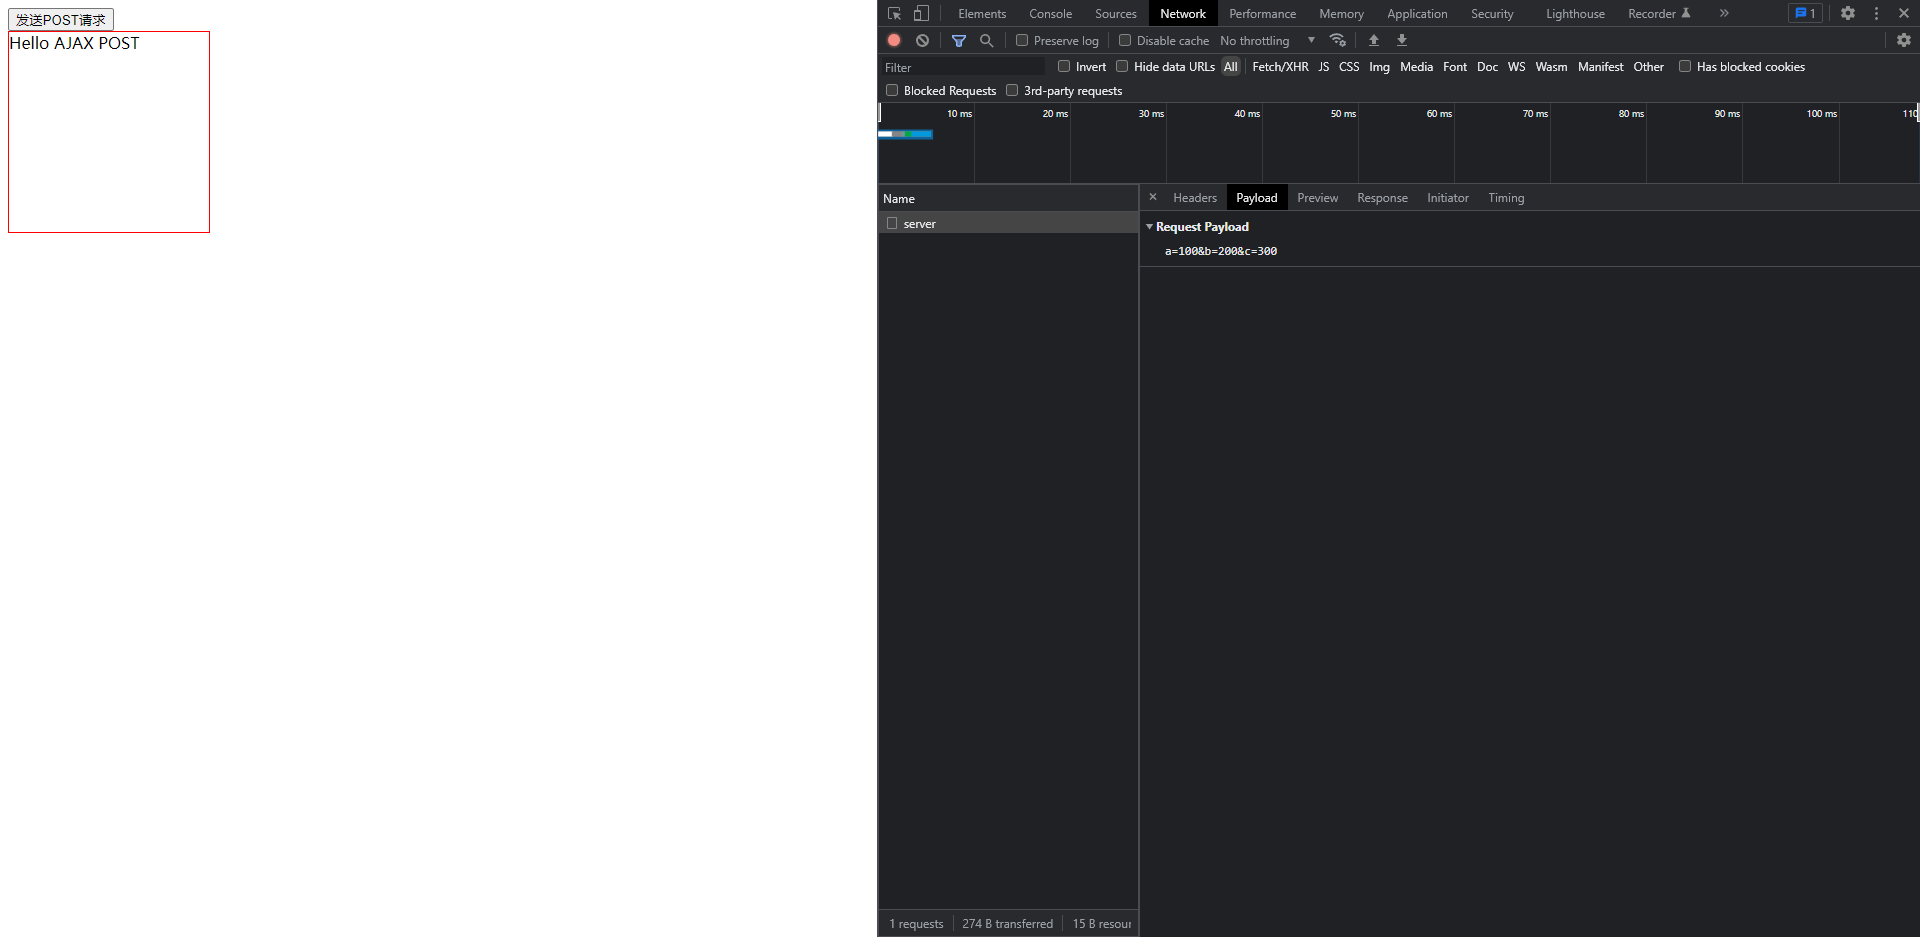 发送POST请求
Hello AJAX POST
Elements Console Sources Network Performance Memory Application Security Lighthouse Recorder 1
Preserve log Disable cache No throttling
Filter Invert Hide data URLs All Fetch/XHR JS CSS Img Media Font Doc WS Wasm Manifest Other Has blocked cookies
Blocked Requests 3rd-party requests
10 ms 20 ms 30 ms 40 ms 50 ms 60 ms 70 ms 80 ms 90 ms 100 ms 110
Name
server
Headers Payload Preview Response Initiator Timing
Request Payload
a=100&b=200&c=300
1 requests 274 B transferred 15 B resour